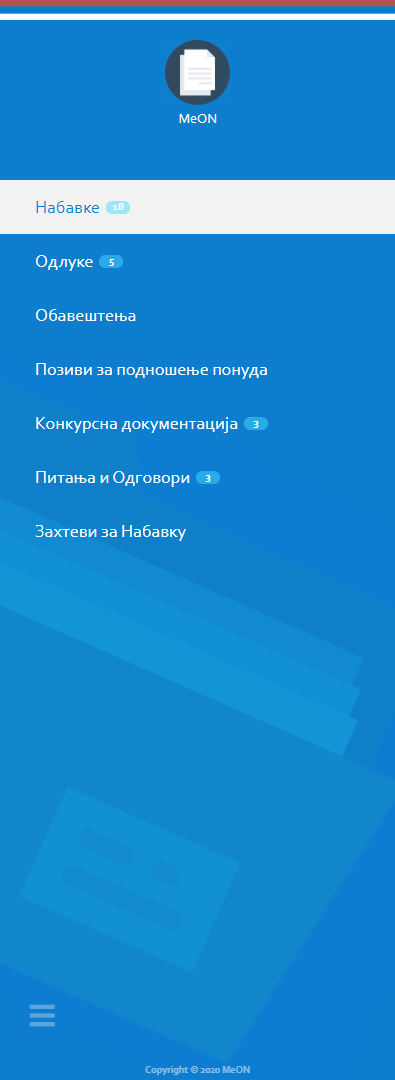 MeON
Набавке 18
Одлуке 5
Обавештења
Позиви за подношење понуда
Конкурсна документација 3
Питања и Одговори 3
Захтеви за Набавку
Copyright © 2020 MeON